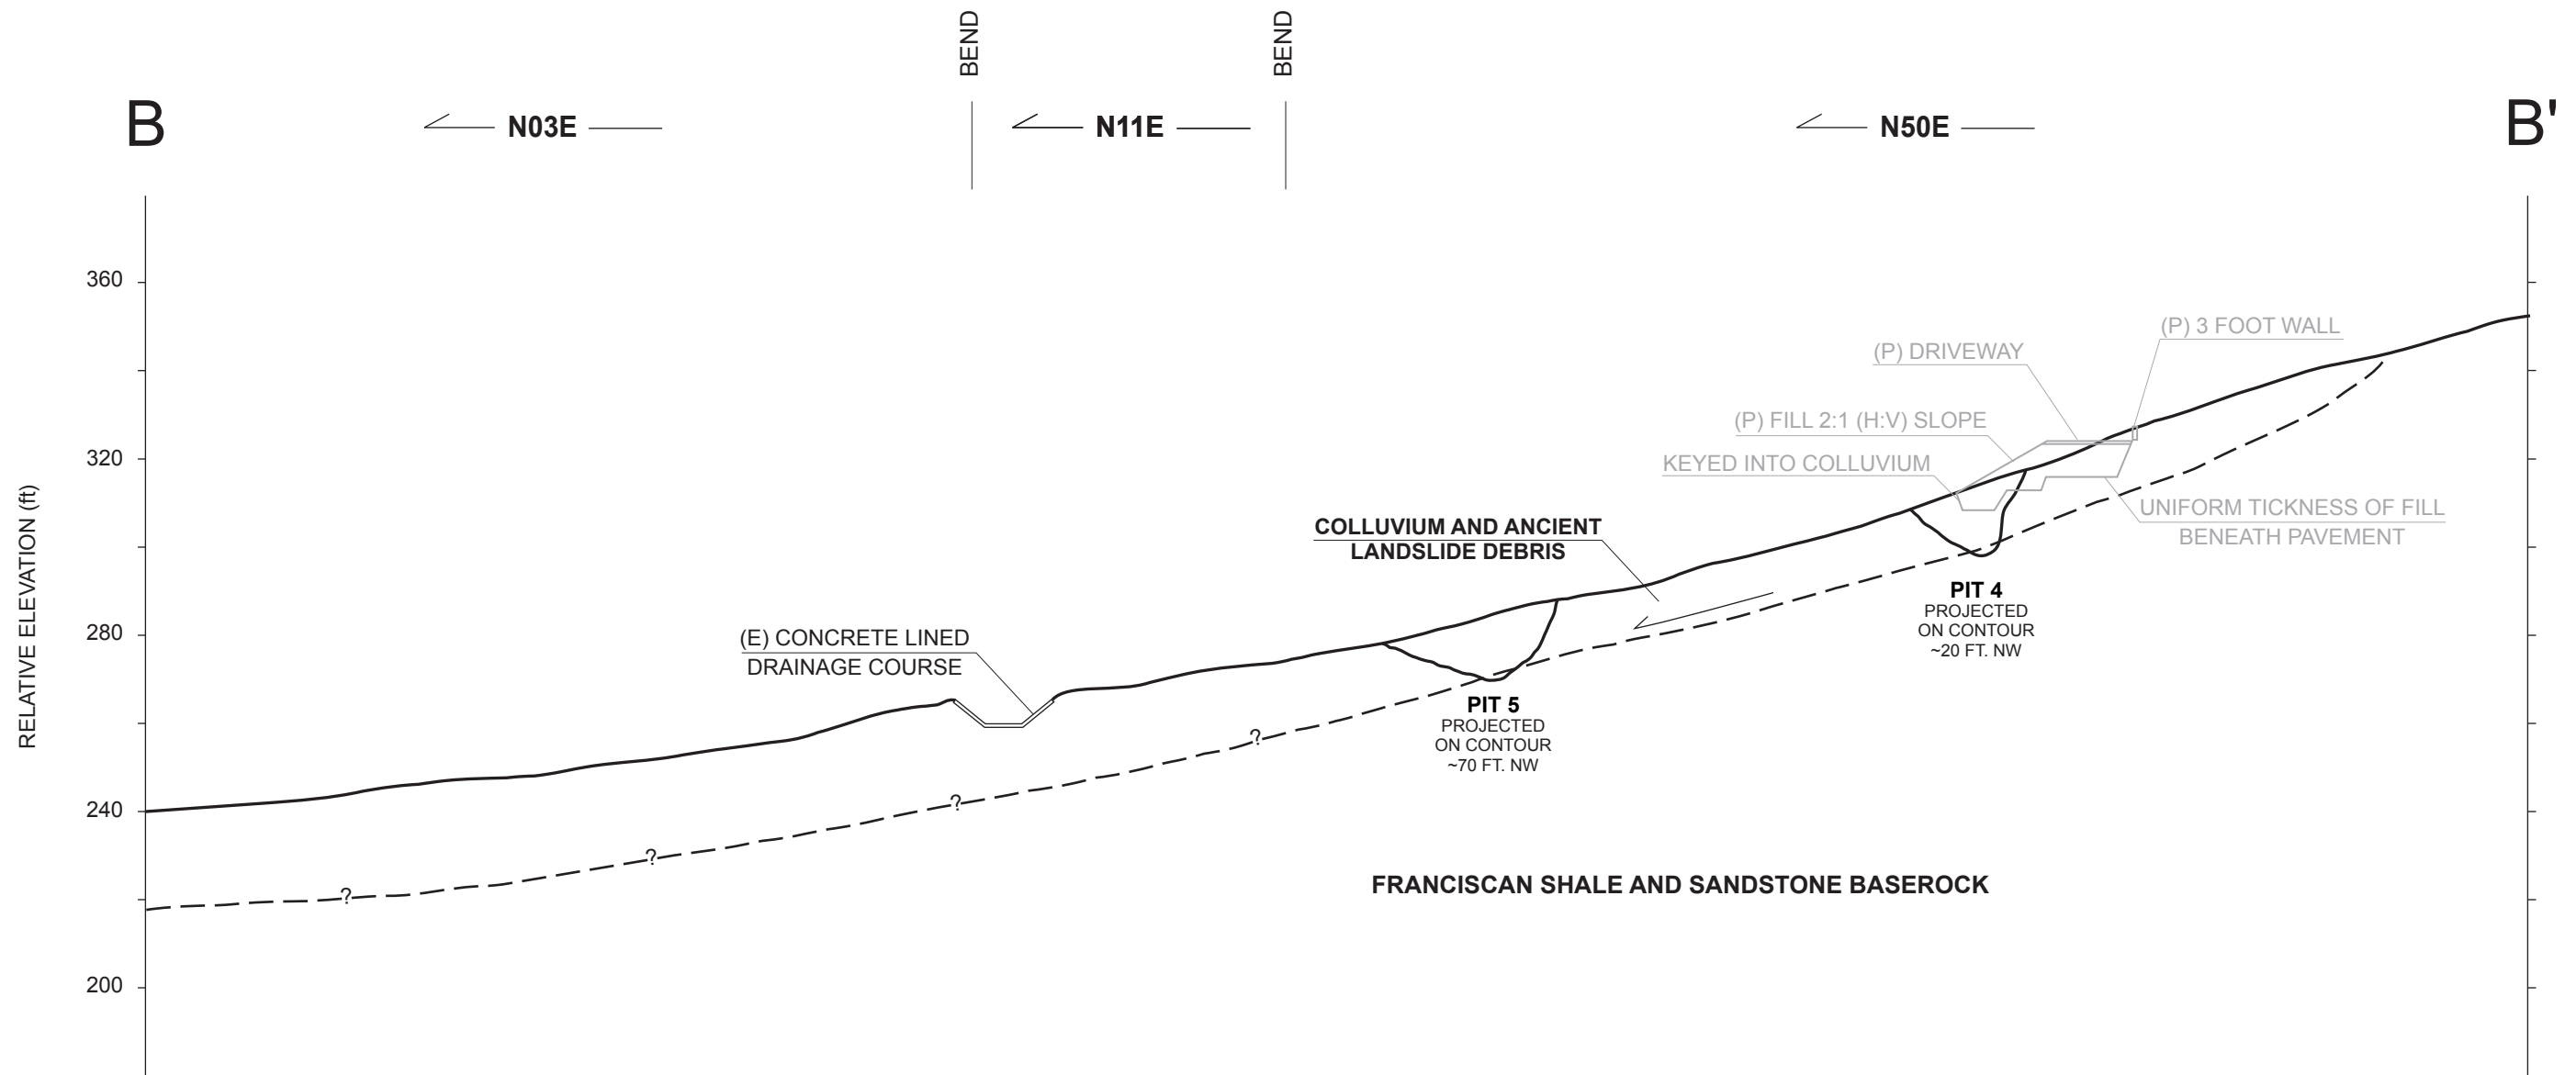 BEND
BEND
B
N03E
N11E
N50E
B'
360
320
280
240
200
RELATIVE ELEVATION (ft)
(P) 3 FOOT WALL
(P) DRIVEWAY
(P) FILL 2:1 (H:V) SLOPE
KEYED INTO COLLUVIUM
UNIFORM TICKNESS OF FILL
BENEATH PAVEMENT
COLLUVIUM AND ANCIENT
LANDSLIDE DEBRIS
PIT 4
PROJECTED
ON CONTOUR
~20 FT. NW
(E) CONCRETE LINED
DRAINAGE COURSE
PIT 5
PROJECTED
ON CONTOUR
~70 FT. NW
?
?
?
?
FRANCISCAN SHALE AND SANDSTONE BASEROCK